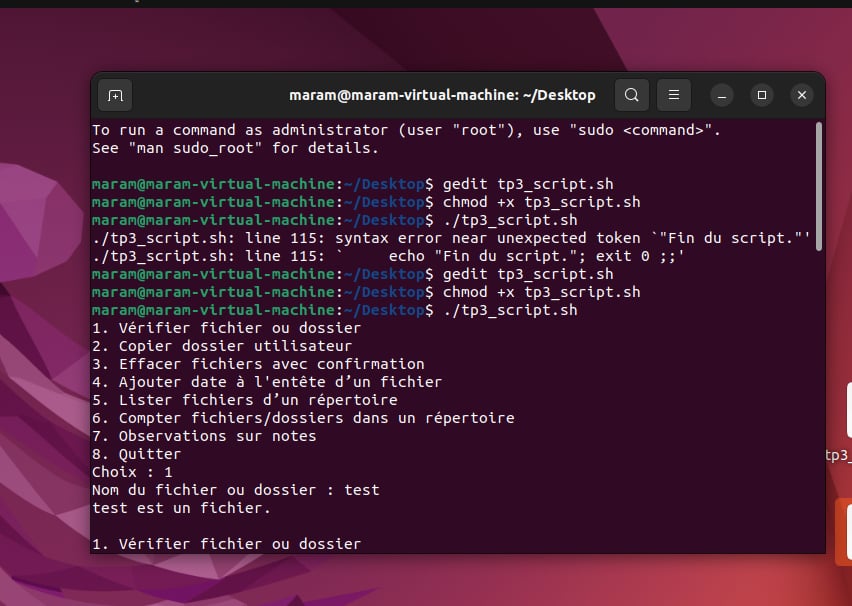 maram@maram-virtual-machine: ~/Desktop
To run a command as administrator (user "root"), use "sudo <command>".
See "man sudo_root" for details.
maram@maram-virtual-machine:~/Desktop$ gedit tp3_script.sh
maram@maram-virtual-machine:~/Desktop$ chmod +x tp3_script.sh
maram@maram-virtual-machine:~/Desktop$ ./tp3_script.sh
./tp3_script.sh: line 115: syntax error near unexpected token `"Fin du script."'
./tp3_script.sh: line 115: `     echo "Fin du script."; exit 0 ;;'
maram@maram-virtual-machine:~/Desktop$ gedit tp3_script.sh
maram@maram-virtual-machine:~/Desktop$ chmod +x tp3_script.sh
maram@maram-virtual-machine:~/Desktop$ ./tp3_script.sh
1. Vérifier fichier ou dossier
2. Copier dossier utilisateur
3. Effacer fichiers avec confirmation
4. Ajouter date à l'entête d’un fichier
5. Lister fichiers d’un répertoire
6. Compter fichiers/dossiers dans un répertoire
7. Observations sur notes
8. Quitter
Choix : 1
Nom du fichier ou dossier : test
test est un fichier.
1. Vérifier fichier ou dossier
tp3_